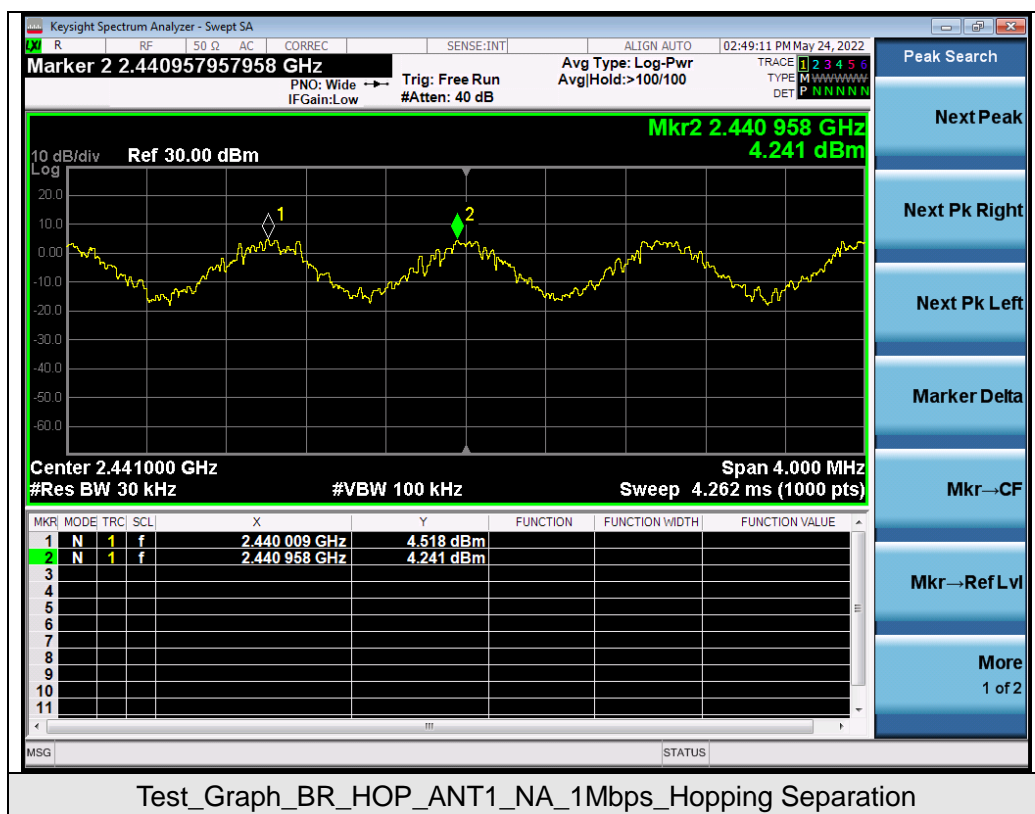 Keysight Spectrum Analyzer - Swept SA
LXI R RF 50 Ω AC CORREC SENSE:INT ALIGN AUTO 02:49:11 PM May 24, 2022
Marker 2 2.440957957958 GHz
PNO: Wide
IFGain:Low
Trig: Free Run
#Atten: 40 dB
Avg Type: Log-Pwr
Avg|Hold:>100/100
TRACE 1 2 3 4 5 6
TYPE M WWWWW
DET P N N N N N
Peak Search
Next Peak
Next Pk Right
Next Pk Left
Marker Delta
Mkr→CF
Mkr→Ref Lvl
More
1 of 2
Mkr2 2.440 958 GHz
4.241 dBm
10 dB/div Ref 30.00 dBm
Log
20.0
10.0
0.00
-10.0
-20.0
-30.0
-40.0
-50.0
-60.0
1
2
Center 2.441000 GHz Span 4.000 MHz
#Res BW 30 kHz #VBW 100 kHz Sweep 4.262 ms (1000 pts)
MKR MODE TRC SCL X Y FUNCTION FUNCTION WIDTH FUNCTION VALUE
1 N 1 f 2.440 009 GHz 4.518 dBm
2 N 1 f 2.440 958 GHz 4.241 dBm
3
4
5
6
7
8
9
10
11
MSG STATUS
Test_Graph_BR_HOP_ANT1_NA_1Mbps_Hopping Separation